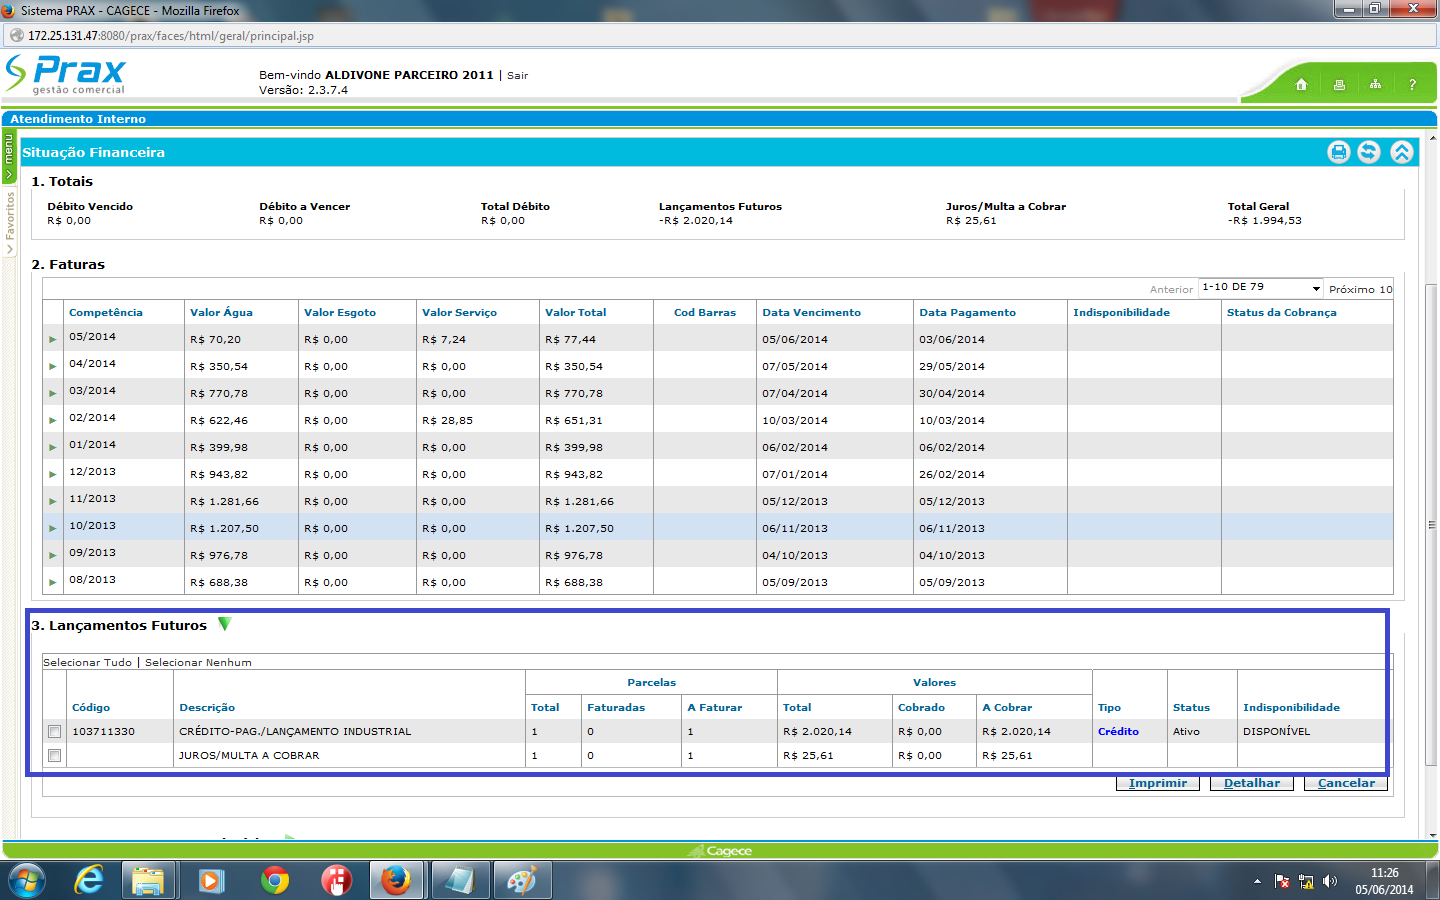 Sistema PRAX - CAGECE - Mozilla Firefox
172.25.131.47:8080/prax/faces/html/geral/principal.jsp
Prax
gestão comercial
Bem-vindo ALDIVONE PARCEIRO 2011 | Sair
Versão: 2.3.7.4
?
Atendimento Interno
menu
Favoritos
Situação Financeira
1. Totais
Débito Vencido Débito a Vencer Total Débito Lançamentos Futuros Juros/Multa a Cobrar Total Geral
R$ 0,00 R$ 0,00 R$ 0,00 -R$ 2.020,14 R$ 25,61 -R$ 1.994,53
2. Faturas
Anterior 1-10 DE 79 Próximo 10
Competência Valor Água Valor Esgoto Valor Serviço Valor Total Cod Barras Data Vencimento Data Pagamento Indisponibilidade Status da Cobrança
05/2014 R$ 70,20 R$ 0,00 R$ 7,24 R$ 77,44 05/06/2014 03/06/2014
04/2014 R$ 350,54 R$ 0,00 R$ 0,00 R$ 350,54 07/05/2014 29/05/2014
03/2014 R$ 770,78 R$ 0,00 R$ 0,00 R$ 770,78 07/04/2014 30/04/2014
02/2014 R$ 622,46 R$ 0,00 R$ 28,85 R$ 651,31 10/03/2014 10/03/2014
01/2014 R$ 399,98 R$ 0,00 R$ 0,00 R$ 399,98 06/02/2014 06/02/2014
12/2013 R$ 943,82 R$ 0,00 R$ 0,00 R$ 943,82 07/01/2014 26/02/2014
11/2013 R$ 1.281,66 R$ 0,00 R$ 0,00 R$ 1.281,66 05/12/2013 05/12/2013
10/2013 R$ 1.207,50 R$ 0,00 R$ 0,00 R$ 1.207,50 06/11/2013 06/11/2013
09/2013 R$ 976,78 R$ 0,00 R$ 0,00 R$ 976,78 04/10/2013 04/10/2013
08/2013 R$ 688,38 R$ 0,00 R$ 0,00 R$ 688,38 05/09/2013 05/09/2013
3. Lançamentos Futuros
Selecionar Tudo | Selecionar Nenhum
Parcelas Valores
Código Descrição Total Faturadas A Faturar Total Cobrado A Cobrar Tipo Status Indisponibilidade
103711330 CRÉDITO-PAG./LANÇAMENTO INDUSTRIAL 1 0 1 R$ 2.020,14 R$ 0,00 R$ 2.020,14 Crédito Ativo DISPONÍVEL
JUROS/MULTA A COBRAR 1 0 1 R$ 25,61 R$ 0,00 R$ 25,61
Imprimir Detalhar Cancelar
Cagece
11:26
05/06/2014